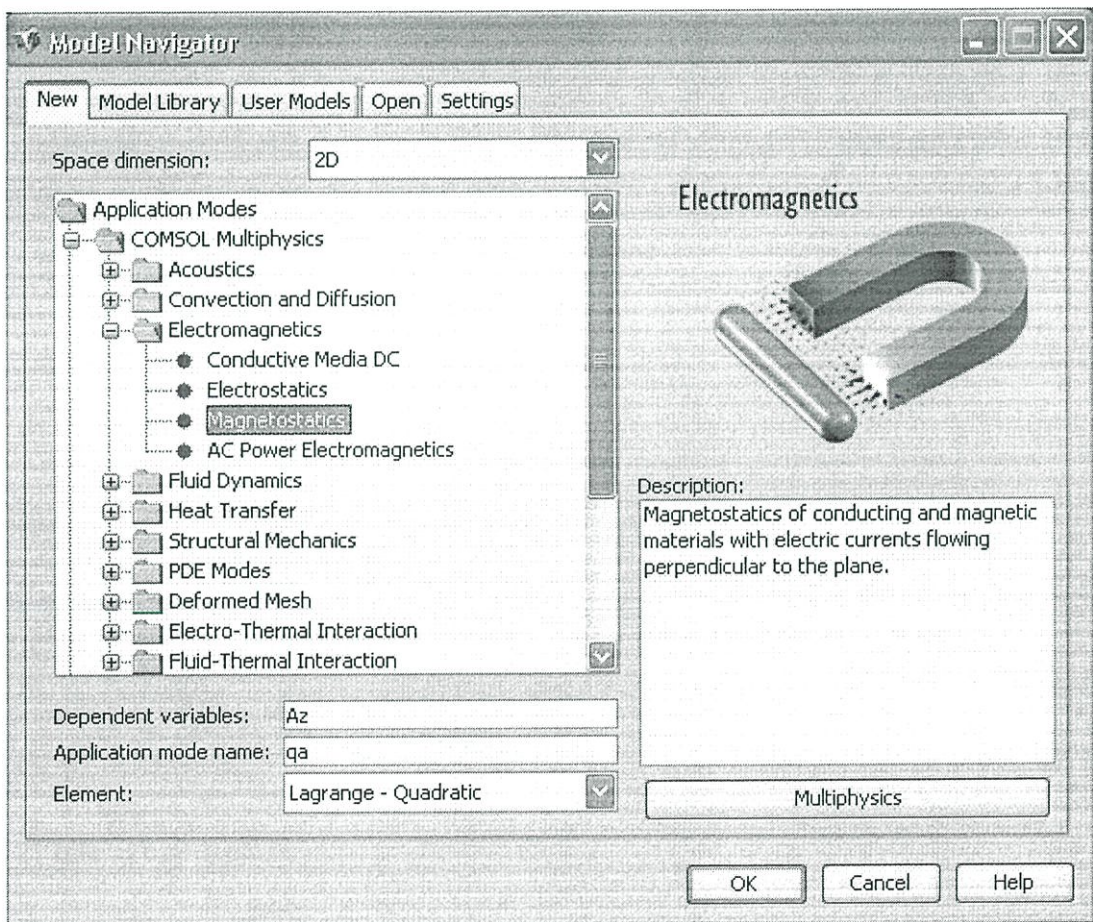 Model Navigator
New Model Library User Models Open Settings
Space dimension: 2D
Application Modes
COMSOL Multiphysics
Acoustics
Convection and Diffusion
Electromagnetics
Conductive Media DC
Electrostatics
Magnetostatics
AC Power Electromagnetics
Fluid Dynamics
Heat Transfer
Structural Mechanics
PDE Modes
Deformed Mesh
Electro-Thermal Interaction
Fluid-Thermal Interaction
Dependent variables: Az
Application mode name: qa
Element: Lagrange - Quadratic
Electromagnetics
Description:
Magnetostatics of conducting and magnetic
materials with electric currents flowing
perpendicular to the plane.
Multiphysics
OK Cancel Help